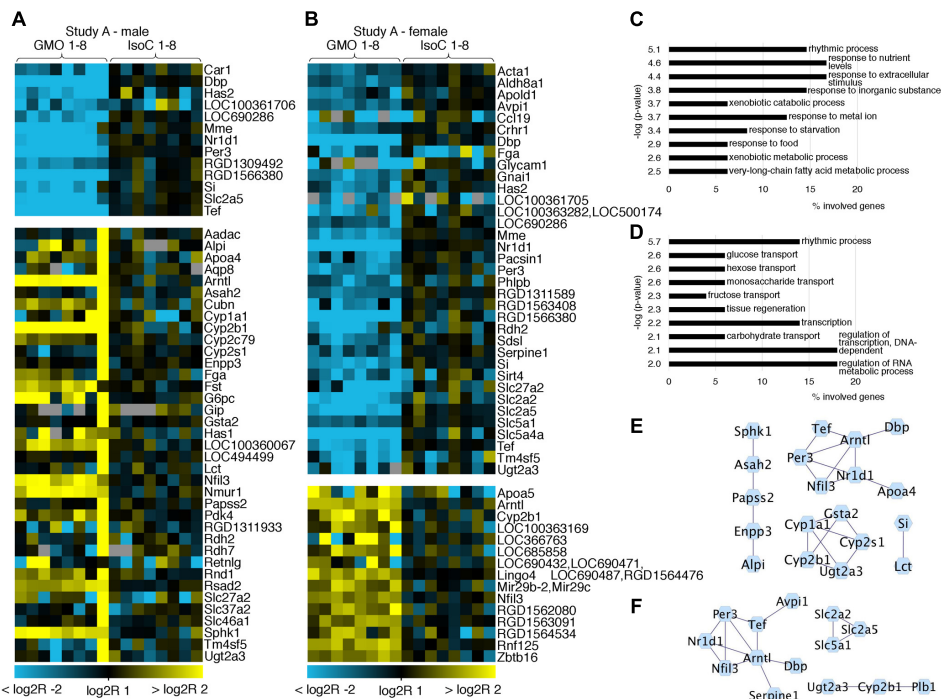 A
Study A - male
GMO 1-8
IsoC 1-8
Car1
Dbp
Has2
LOC100361706
LOC690286
Mme
Nr1d1
Per3
RGD1309492
RGD1566380
Si
Slc2a5
Tef
Aadac
Alpi
Apoa4
Aqp8
Arntl
Asah2
Cubn
Cyp1a1
Cyp2b1
Cyp2c79
Cyp2s1
Enpp3
Fga
Fst
G6pc
Gip
Gsta2
Has1
LOC100360067
LOC494499
Lct
Nfil3
Nmur1
Papss2
Pdk4
RGD1311933
Rdh2
Rdh7
Retnlg
Rnd1
Rsad2
Slc27a2
Slc37a2
Slc46a1
Sphk1
Tm4sf5
Ugt2a3
< log2R -2
log2R 1
> log2R 2
B
Study A - female
GMO 1-8
IsoC 1-8
Acta1
Aldh8a1
Apold1
Avpi1
Ccl19
Crhr1
Dbp
Fga
Glycam1
Gnai1
Has2
LOC100361705
LOC100363282,LOC500174
LOC690286
Mme
Nr1d1
Pacsin1
Per3
Phlpb
RGD1311589
RGD1563408
RGD1566380
Rdh2
Sdsl
Serpine1
Si
Sirt4
Slc27a2
Slc2a2
Slc2a5
Slc5a1
Slc5a4a
Tef
Tm4sf5
Ugt2a3
Apoa5
Arntl
Cyp2b1
LOC100363169
LOC366763
LOC685858
LOC690432,LOC690471,
Lingo4 LOC690487,RGD1564476
Mir29b-2,Mir29c
Nfil3
RGD1562080
RGD1563091
RGD1564534
Rnf125
Zbtb16
< log2R -2
log2R 1
> log2R 2
C
-log (p-value)
5.1 rhythmic process
4.6 response to nutrient levels
4.4 response to extracellular stimulus
3.8 response to inorganic substance
3.7 xenobiotic catabolic process
3.7 response to metal ion
3.4 response to starvation
2.9 response to food
2.6 xenobiotic metabolic process
2.5 very-long-chain fatty acid metabolic process
0 5 10 15 20
% involved genes
D
-log (p-value)
5.7 rhythmic process
2.6 glucose transport
2.6 hexose transport
2.6 monosaccharide transport
2.3 fructose transport
2.3 tissue regeneration
2.2 transcription
2.1 carbohydrate transport
2.1 regulation of transcription, DNA-dependent
2.0 regulation of RNA metabolic process
0 5 10 15 20
% involved genes
E
Sphk1
Asah2
Papss2
Enpp3
Alpi
Tef
Dbp
Arntl
Per3
Nr1d1
Nfil3
Apoa4
Gsta2
Cyp1a1
Cyp2s1
Cyp2b1
Ugt2a3
Si
Lct
F
Avpi1
Per3
Tef
Nr1d1
Arntl
Nfil3
Dbp
Serpine1
Slc2a2
Slc2a5
Slc5a1
Ugt2a3
Cyp2b1
Plb1